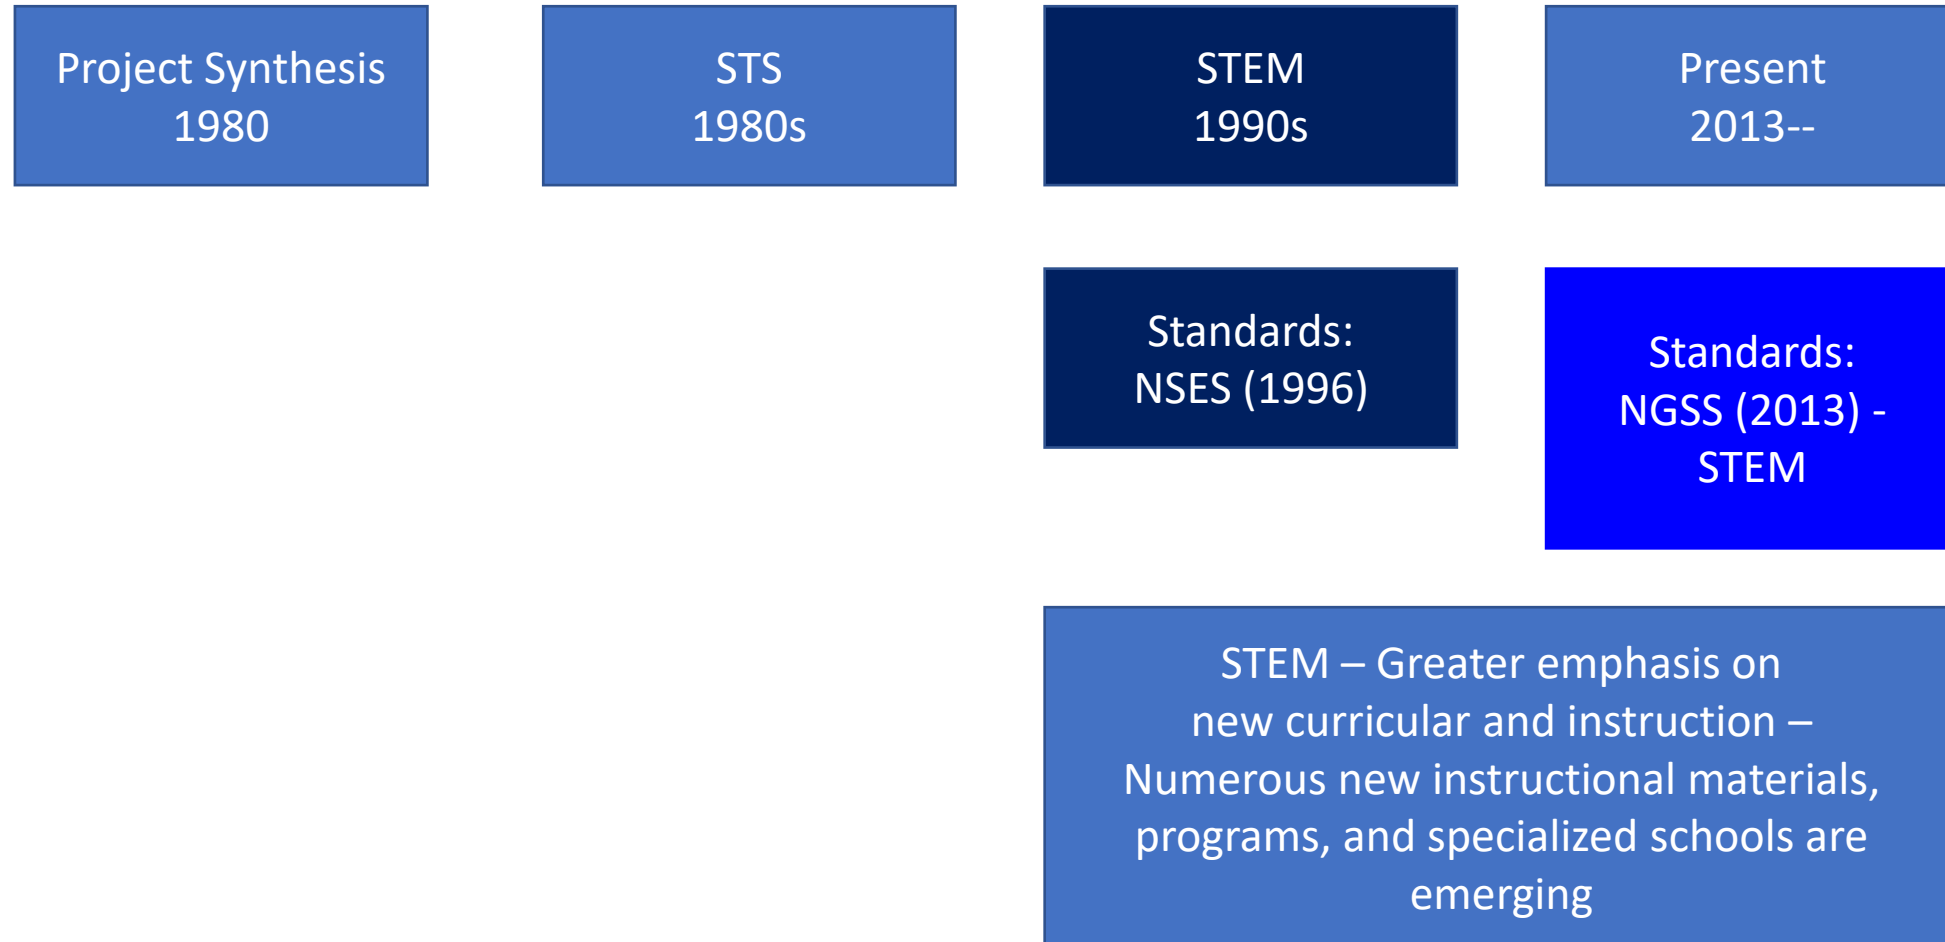 Project Synthesis
1980
STS
1980s
STEM
1990s
Present
2013--
Standards:
NSES (1996)
Standards:
NGSS (2013) -
STEM
STEM – Greater emphasis on
new curricular and instruction –
Numerous new instructional materials,
programs, and specialized schools are
emerging